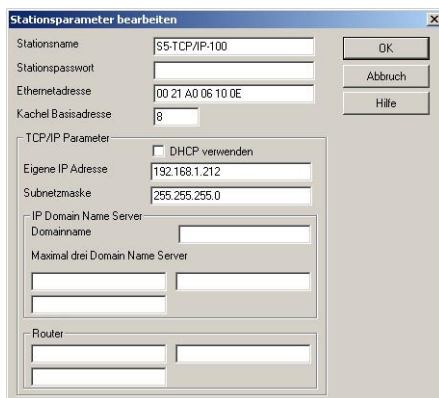 Stationsparameter bearbeiten
Stationsname S5-TCP/IP-100 OK
Stationspasswort Abbruch
Ethernetadresse 00 21 A0 06 10 0E Hilfe
Kachel Basisadresse 8
TCP/IP Parameter
DHCP verwenden
Eigene IP Adresse 192.168.1.212
Subnetzmaske 255.255.255.0
IP Domain Name Server
Domainname
Maximal drei Domain Name Server
Router